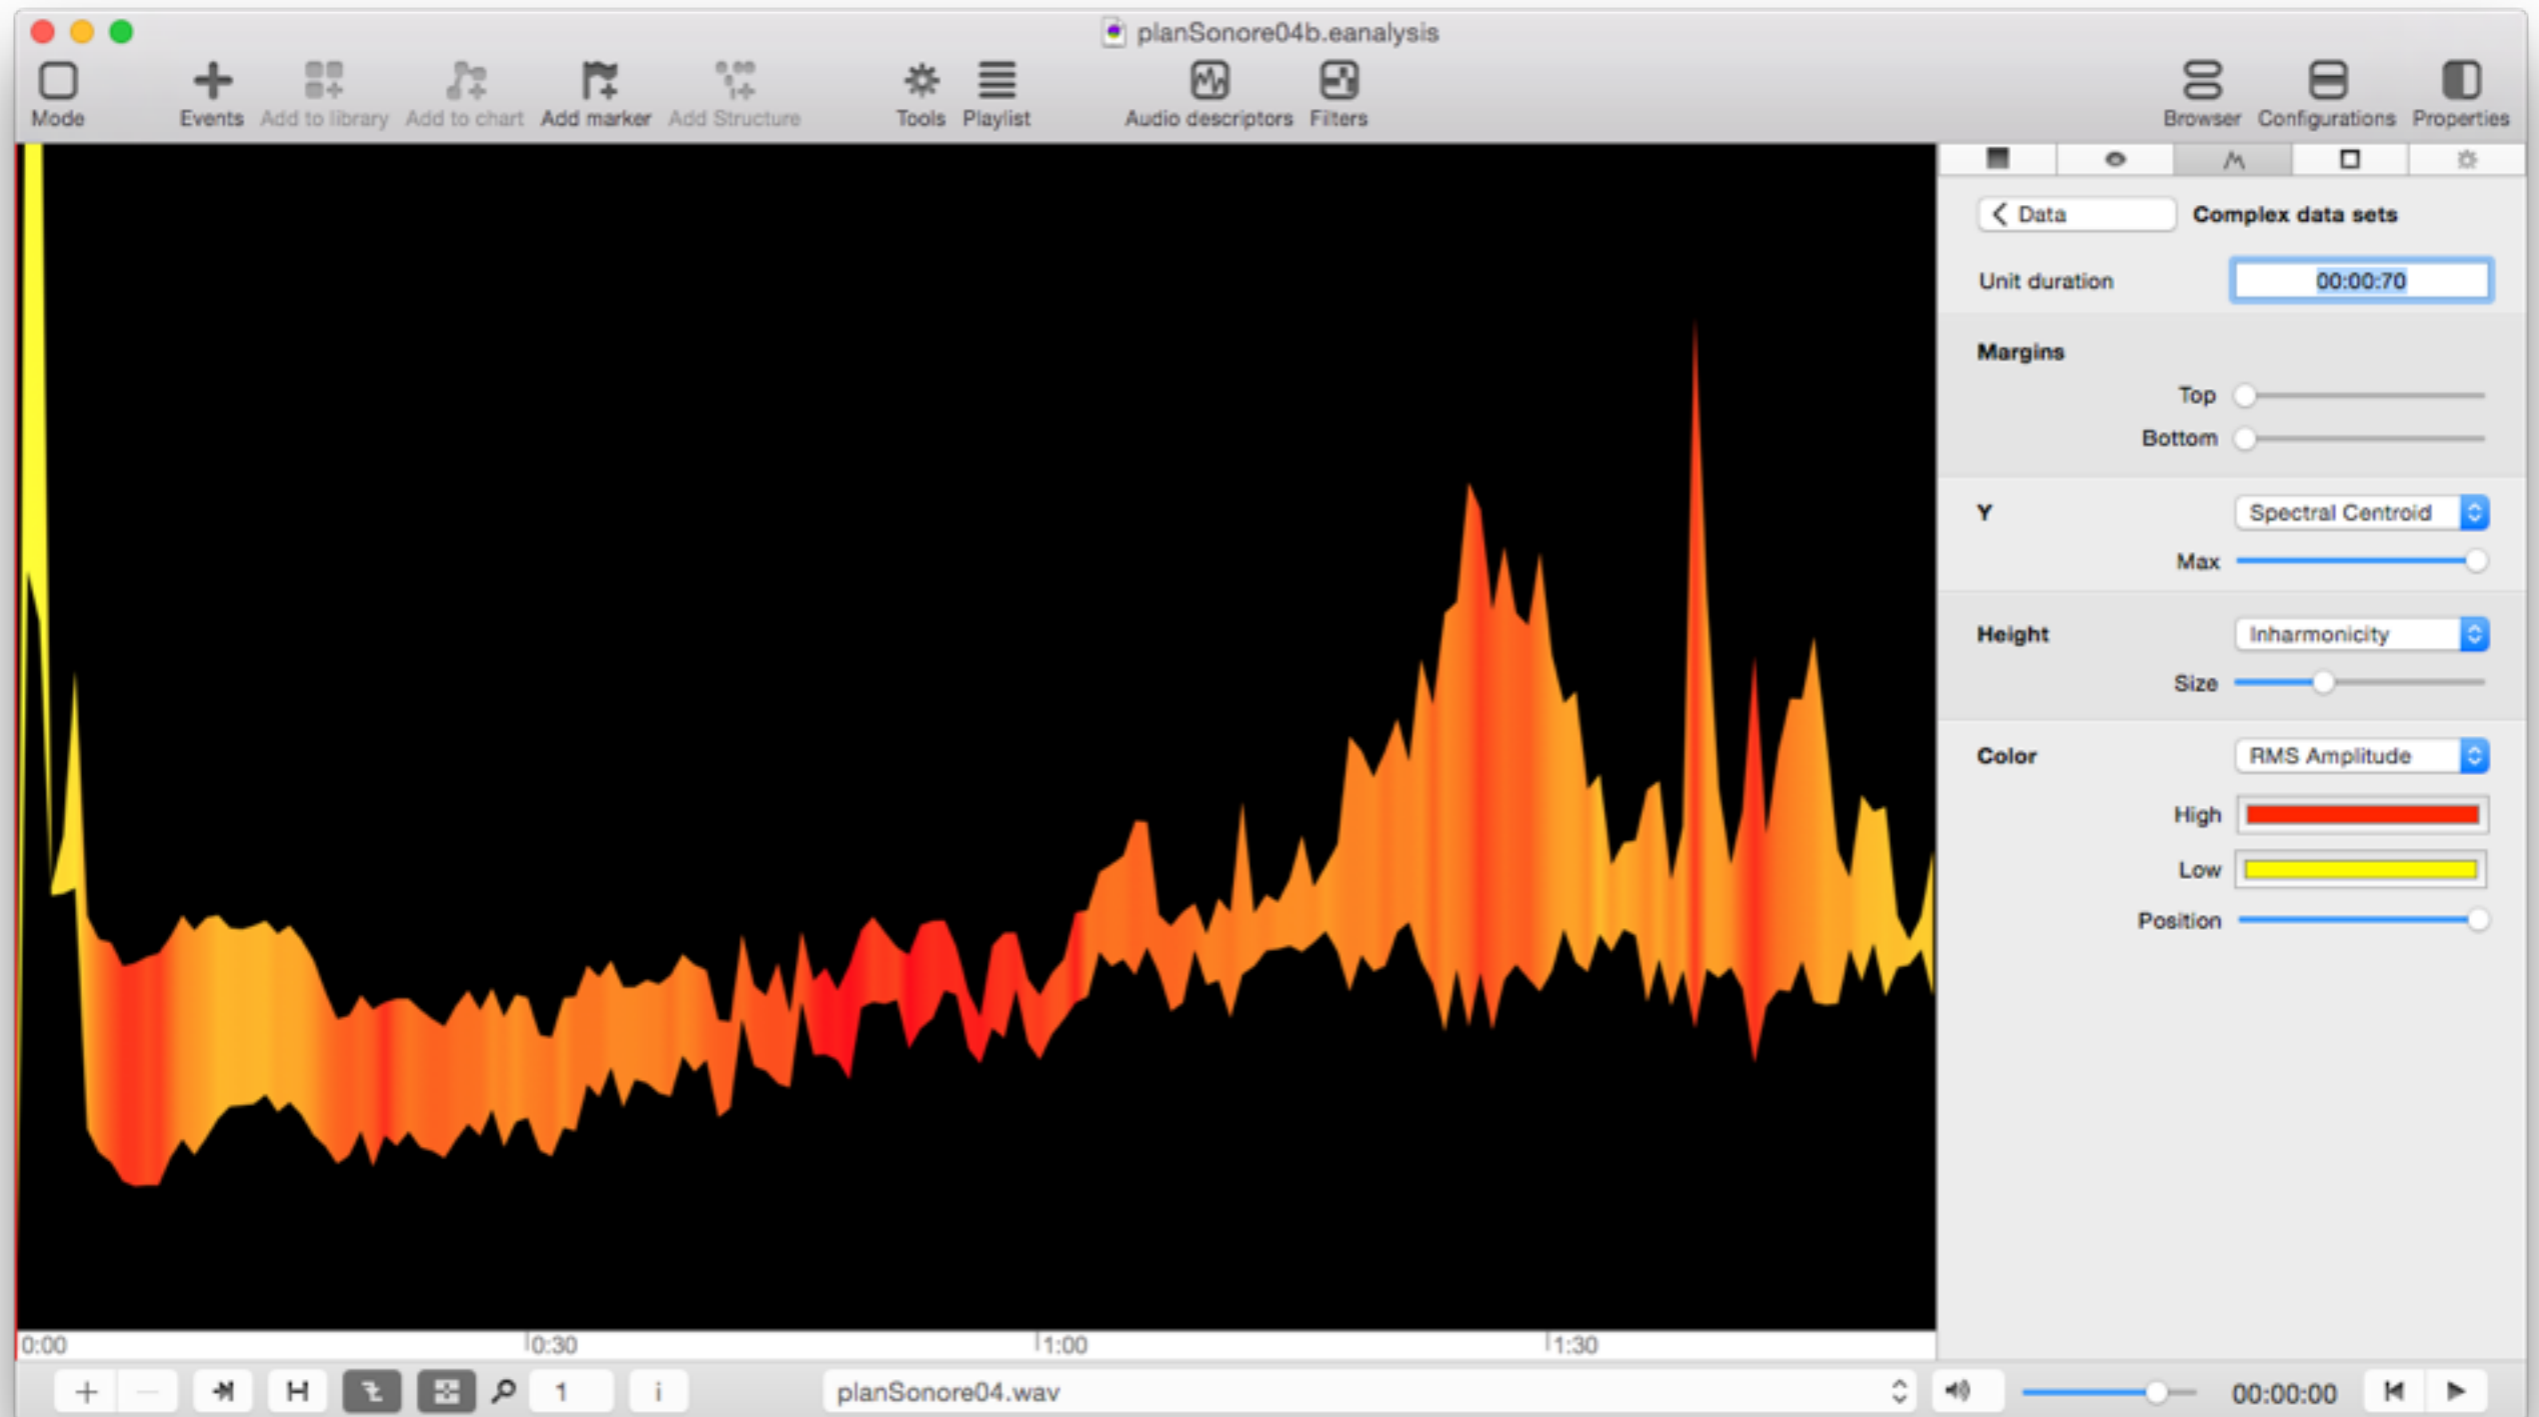 planSonore04b.eanalysis
Mode Events Add to library Add to chart Add marker Add Structure Tools Playlist Audio descriptors Filters Browser Configurations Properties
Data Complex data sets
Unit duration 00:00:70
Margins
Top
Bottom
Y Spectral Centroid
Max
Height Inharmonicity
Size
Color RMS Amplitude
High
Low
Position
0:00 0:30 1:00 1:30
1 i planSonore04.wav 00:00:00